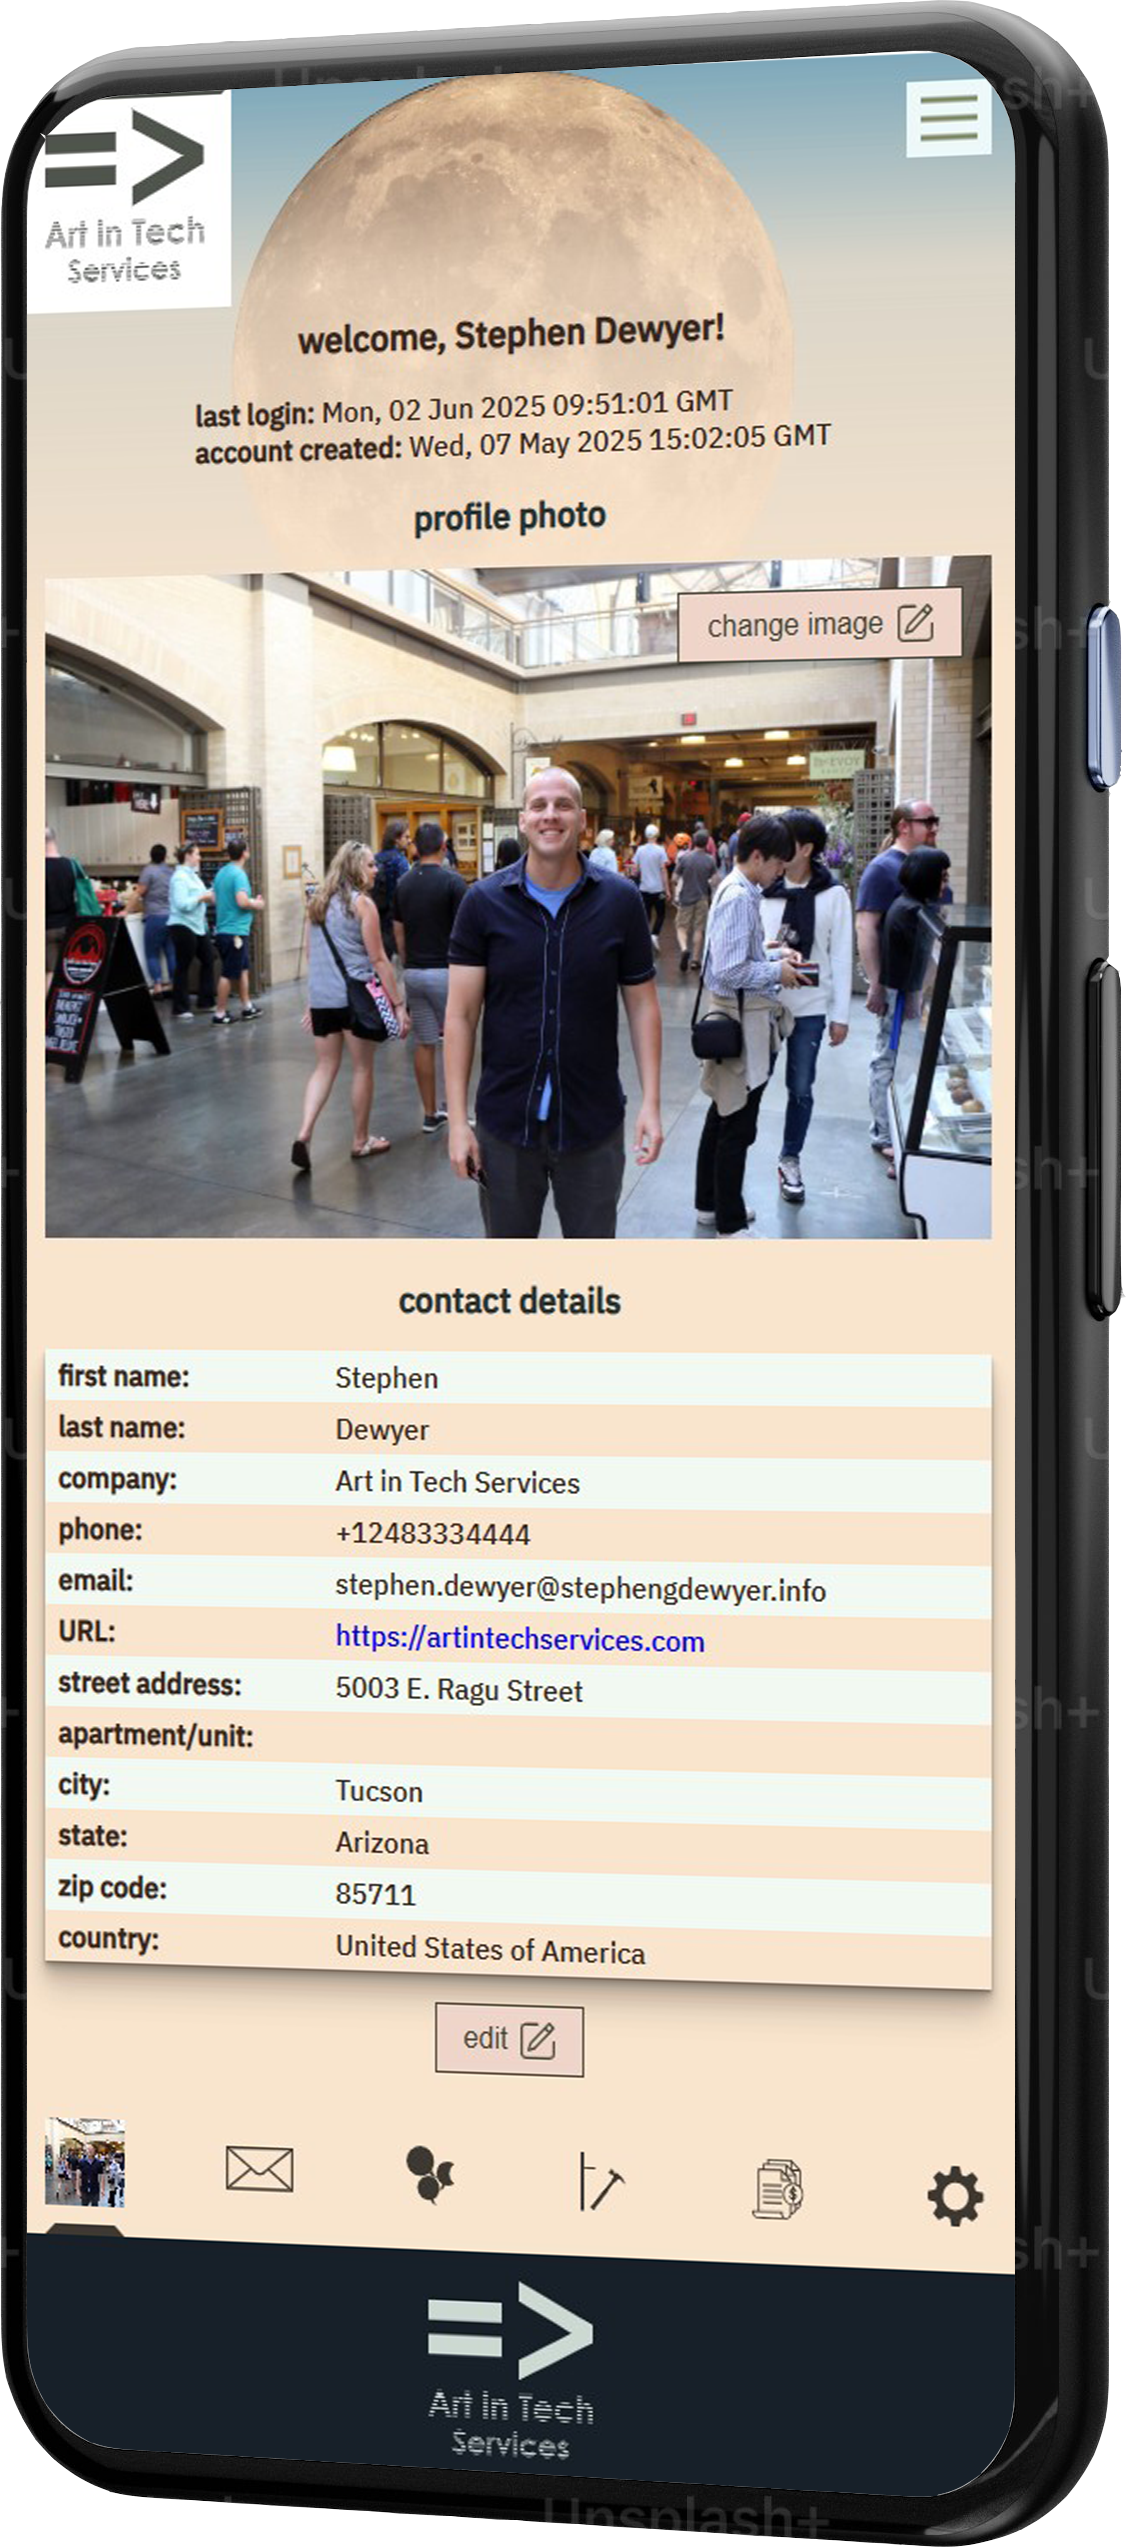 Art in Tech
Services
welcome, Stephen Dewyer!
last login: Mon, 02 Jun 2025 09:51:01 GMT
account created: Wed, 07 May 2025 15:02:05 GMT
profile photo
change image
contact details
first name: Stephen
last name: Dewyer
company: Art in Tech Services
phone: +12483334444
email: stephen.dewyer@stephengdewyer.info
URL: https://artintechservices.com
street address: 5003 E. Ragu Street
apartment/unit:
city: Tucson
state: Arizona
zip code: 85711
country: United States of America
edit
Art in Tech
Services
Unsplash+